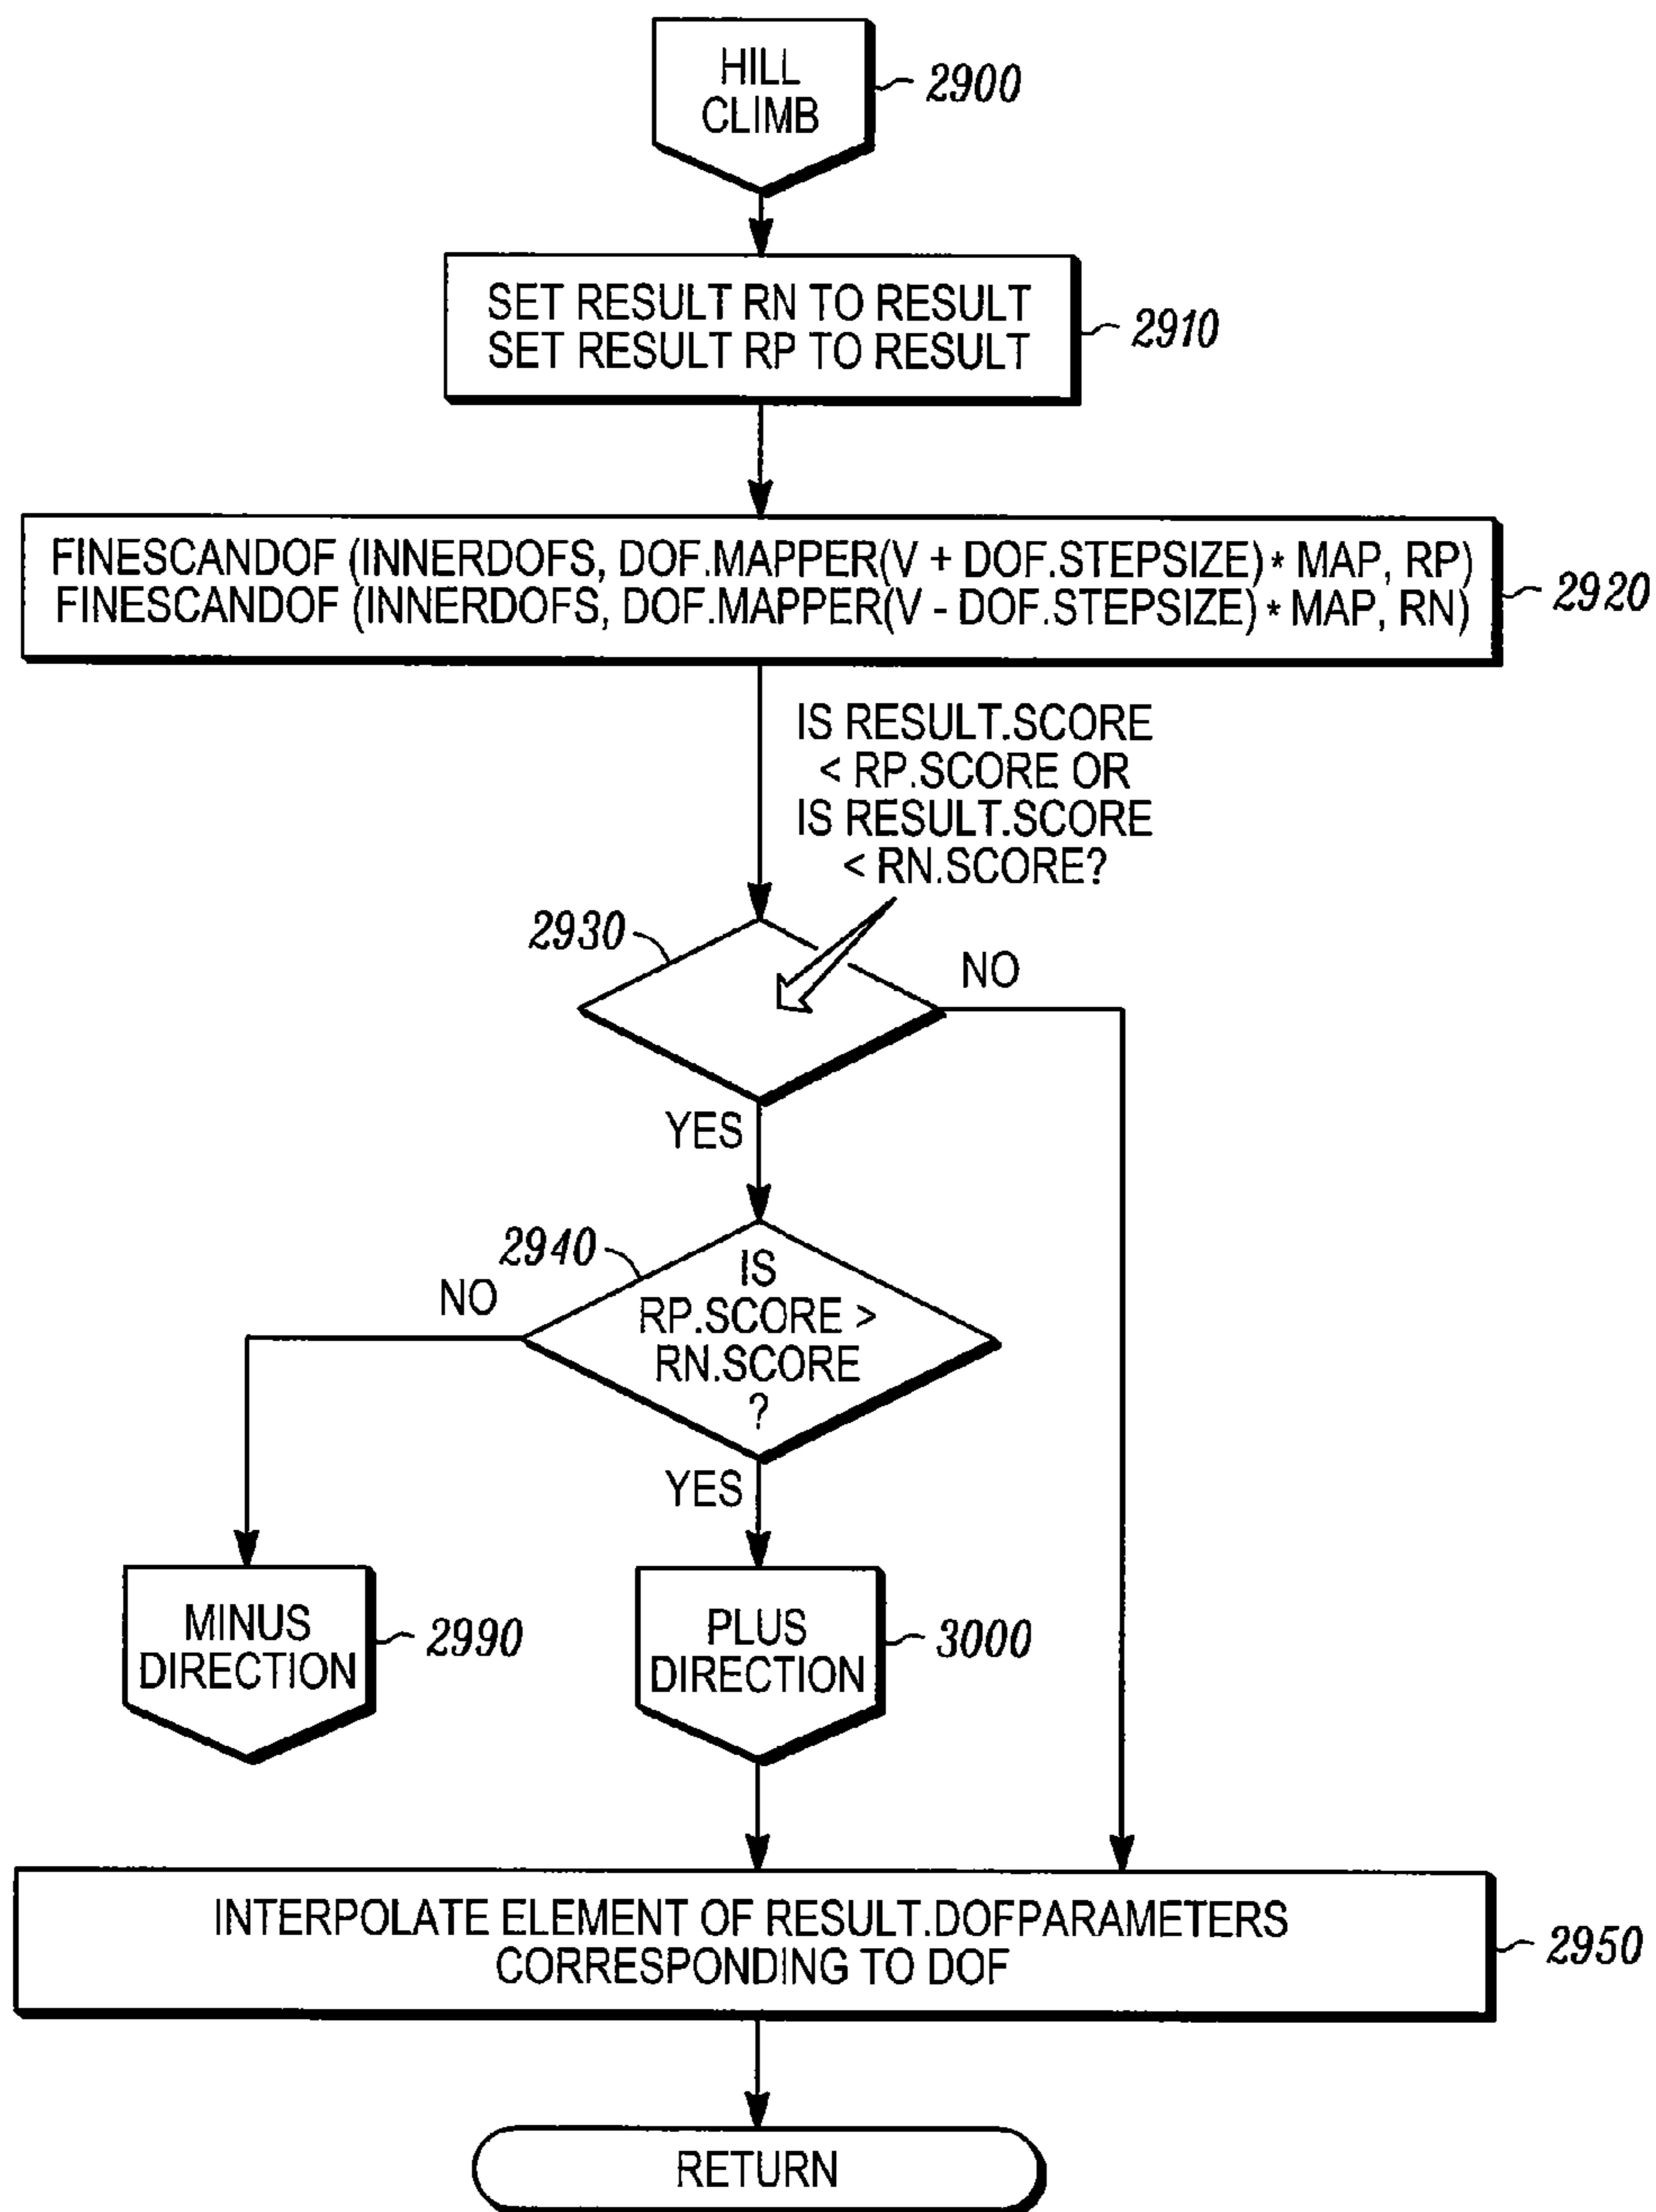 HILL
CLIMB
2900
SET RESULT RN TO RESULT
SET RESULT RP TO RESULT
2910
FINESCANDOF (INNERDOFS, DOF.MAPPER(V + DOF.STEPSIZE) * MAP, RP)
FINESCANDOF (INNERDOFS, DOF.MAPPER(V - DOF.STEPSIZE) * MAP, RN)
2920
IS RESULT.SCORE
< RP.SCORE OR
IS RESULT.SCORE
< RN.SCORE?
2930
NO
YES
2940
IS
RP.SCORE >
RN.SCORE
?
NO
YES
MINUS
DIRECTION
2990
PLUS
DIRECTION
3000
INTERPOLATE ELEMENT OF RESULT.DOFPARAMETERS
CORRESPONDING TO DOF
2950
RETURN